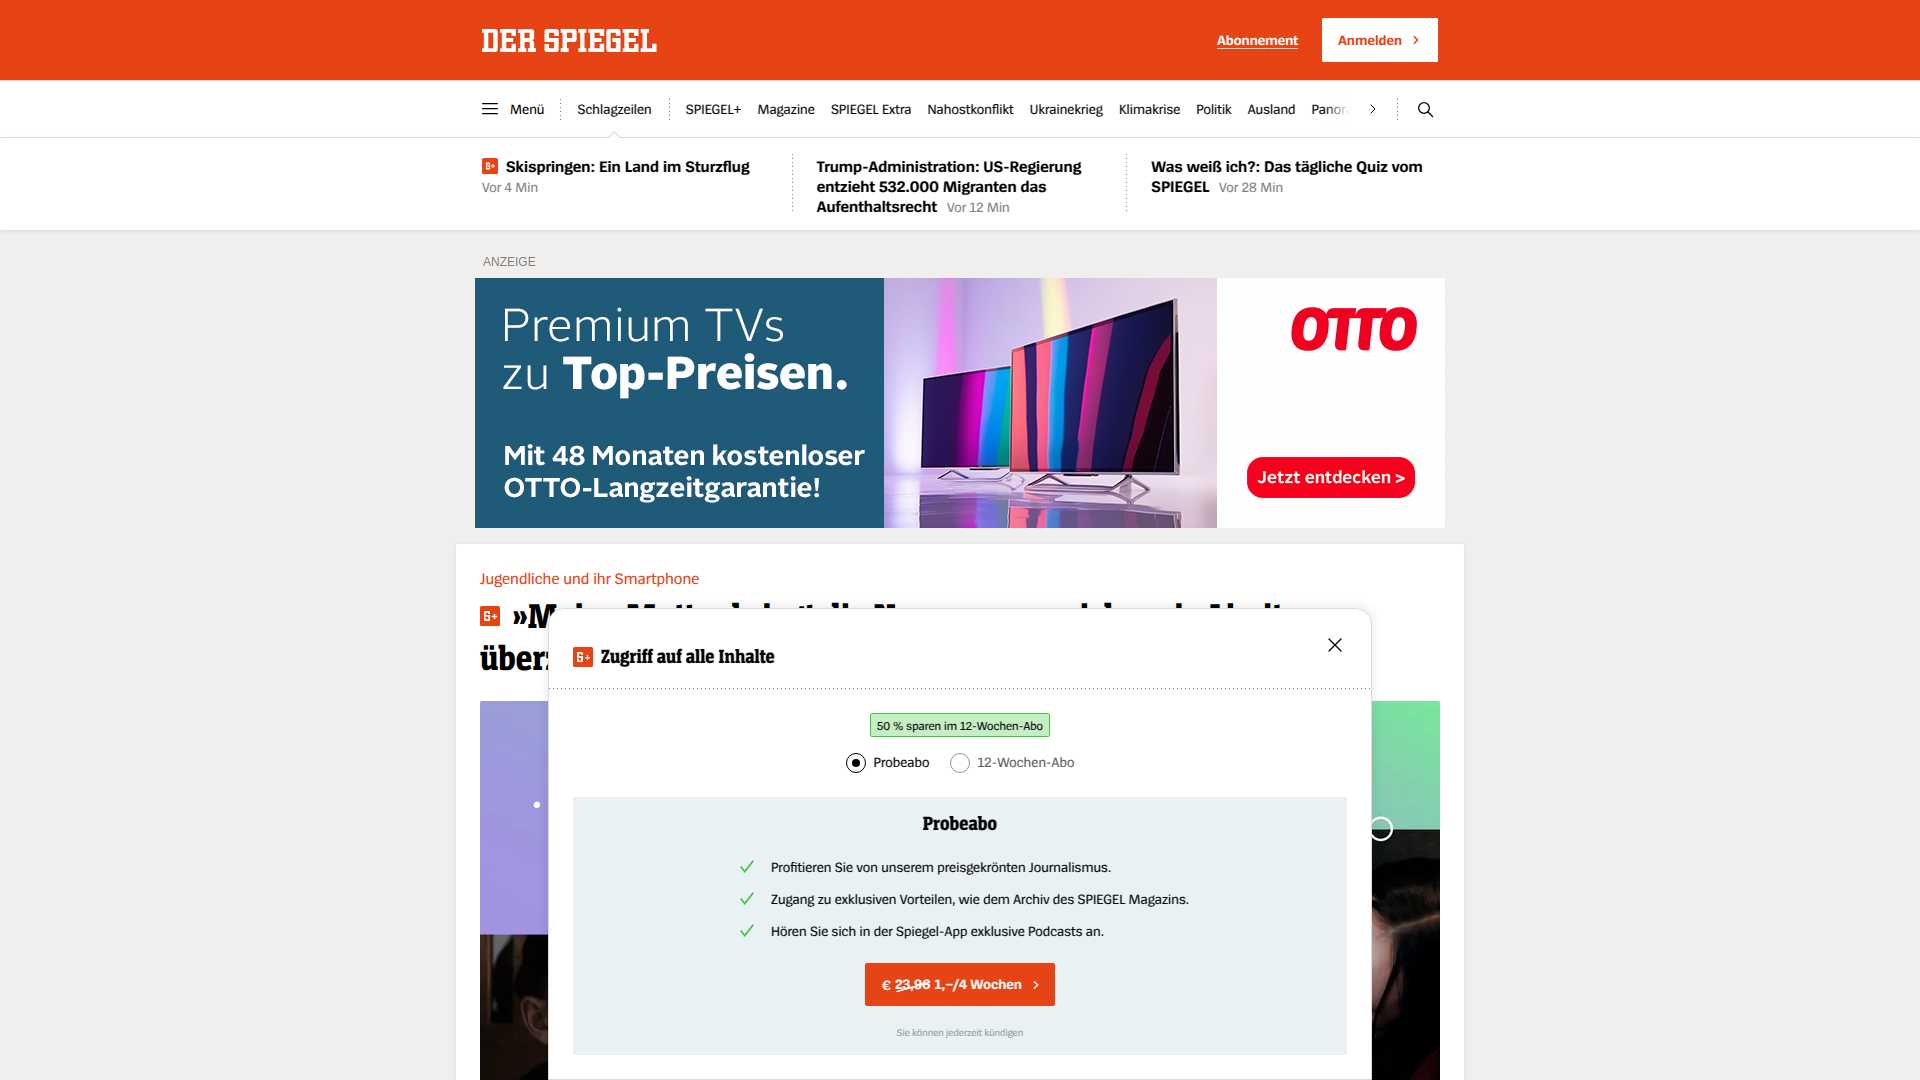 DER SPIEGEL
Abonnement
Anmelden
Menü
Schlagzeilen
SPIEGEL+
Magazine
SPIEGEL Extra
Nahostkonflikt
Ukrainekrieg
Klimakrise
Politik
Ausland
Skispringen: Ein Land im Sturzflug
Vor 4 Min
Trump-Administration: US-Regierung
entzieht 532.000 Migranten das
Aufenthaltsrecht Vor 12 Min
Was weiß ich?: Das tägliche Quiz vom
SPIEGEL Vor 28 Min
ANZEIGE
Premium TVs
zu Top-Preisen.
Mit 48 Monaten kostenloser
OTTO-Langzeitgarantie!
OTTO
Jetzt entdecken >
Jugendliche und ihr Smartphone
Zugriff auf alle Inhalte
50 % sparen im 12-Wochen-Abo
Probeabo
12-Wochen-Abo
Probeabo
Profitieren Sie von unserem preisgekrönten Journalismus.
Zugang zu exklusiven Vorteilen, wie dem Archiv des SPIEGEL Magazins.
Hören Sie sich in der Spiegel-App exklusive Podcasts an.
€ 23,96 1,–/4 Wochen
Sie können jederzeit kündigen